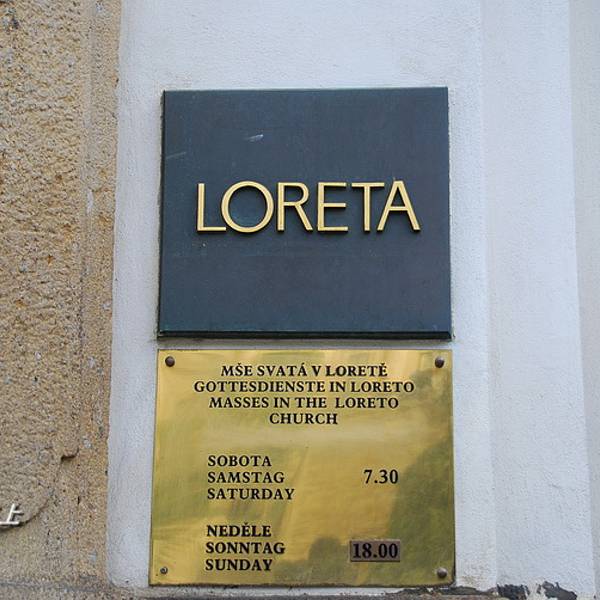 LORETA
MŠE SVATÁ V LORETĚ
GOTTESDIENSTE IN LORETO
MASSES IN THE LORETO
CHURCH
SOBOTA
SAMSTAG 7.30
SATURDAY
NEDĚLE
SONNTAG 18.00
SUNDAY